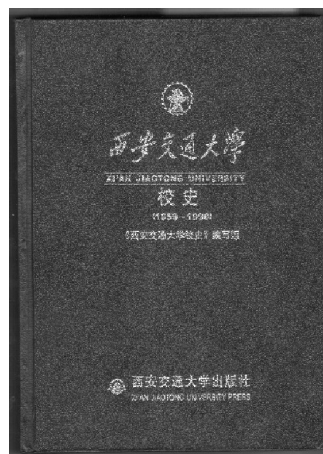 西安交通大学
XI'AN JIAOTONG UNIVERSITY
校史
(1959-1996)
《西安交通大学校史》编写组
西安交通大学出版社
XI'AN JIAOTONG UNIVERSITY PRESS